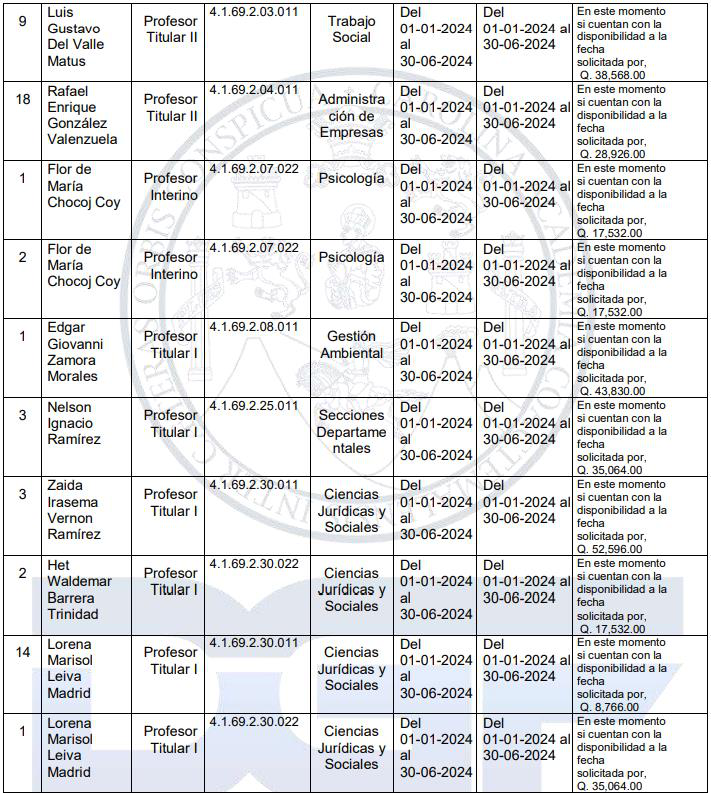 9
Luis
Gustavo
Del Valle
Matus
Profesor
Titular II
4.1.69.2.03.011
Trabajo
Social
Del
01-01-2024
al
30-06-2024
Del
01-01-2024 al
30-06-2024
En este momento
si cuentan con la
disponibilidad a la
fecha
solicitada por,
Q. 38,568.00
18
Rafael
Enrique
González
Valenzuela
Profesor
Titular II
4.1.69.2.04.011
Administra
ción de
Empresas
Del
01-01-2024
al
30-06-2024
Del
01-01-2024 al
30-06-2024
En este momento
si cuentan con la
disponibilidad a la
fecha
solicitada por,
Q. 28,926.00
1
Flor de
María
Chocoj Coy
Profesor
Interino
4.1.69.2.07.022
Psicología
Del
01-01-2024
al
30-06-2024
Del
01-01-2024 al
30-06-2024
En este momento
si cuentan con la
disponibilidad a la
fecha
solicitada por,
Q. 17,532.00
2
Flor de
María
Chocoj Coy
Profesor
Interino
4.1.69.2.07.022
Psicología
Del
01-01-2024
al
30-06-2024
Del
01-01-2024 al
30-06-2024
En este momento
si cuentan con la
disponibilidad a la
fecha
solicitada por,
Q. 17,532.00
1
Edgar
Giovanni
Zamora
Morales
Profesor
Titular I
4.1.69.2.08.011
Gestión
Ambiental
Del
01-01-2024
al
30-06-2024
Del
01-01-2024 al
30-06-2024
En este momento
si cuentan con la
disponibilidad a la
fecha
solicitada por,
Q. 43,830.00
3
Nelson
Ignacio
Ramírez
Profesor
Titular I
4.1.69.2.25.011
Secciones
Departame
ntales
Del
01-01-2024
al
30-06-2024
Del
01-01-2024 al
30-06-2024
En este momento
si cuentan con la
disponibilidad a la
fecha
solicitada por,
Q. 35,064.00
3
Zaida
Irasema
Vernon
Ramírez
Profesor
Titular I
4.1.69.2.30.011
Ciencias
Jurídicas y
Sociales
Del
01-01-2024
al
30-06-2024
Del
01-01-2024 al
30-06-2024
En este momento
si cuentan con la
disponibilidad a la
fecha
solicitada por,
Q. 52,596.00
2
Het
Waldemar
Barrera
Trinidad
Profesor
Titular I
4.1.69.2.30.022
Ciencias
Jurídicas y
Sociales
Del
01-01-2024
al
30-06-2024
Del
01-01-2024 al
30-06-2024
En este momento
si cuentan con la
disponibilidad a la
fecha
solicitada por,
Q. 17,532.00
14
Lorena
Marisol
Leiva
Madrid
Profesor
Titular I
4.1.69.2.30.011
Ciencias
Jurídicas y
Sociales
Del
01-01-2024
al
30-06-2024
Del
01-01-2024 al
30-06-2024
En este momento
si cuentan con la
disponibilidad a la
fecha
solicitada por,
Q. 8,766.00
1
Lorena
Marisol
Leiva
Madrid
Profesor
Titular I
4.1.69.2.30.022
Ciencias
Jurídicas y
Sociales
Del
01-01-2024
al
30-06-2024
Del
01-01-2024 al
30-06-2024
En este momento
si cuentan con la
disponibilidad a la
fecha
solicitada por,
Q. 35,064.00